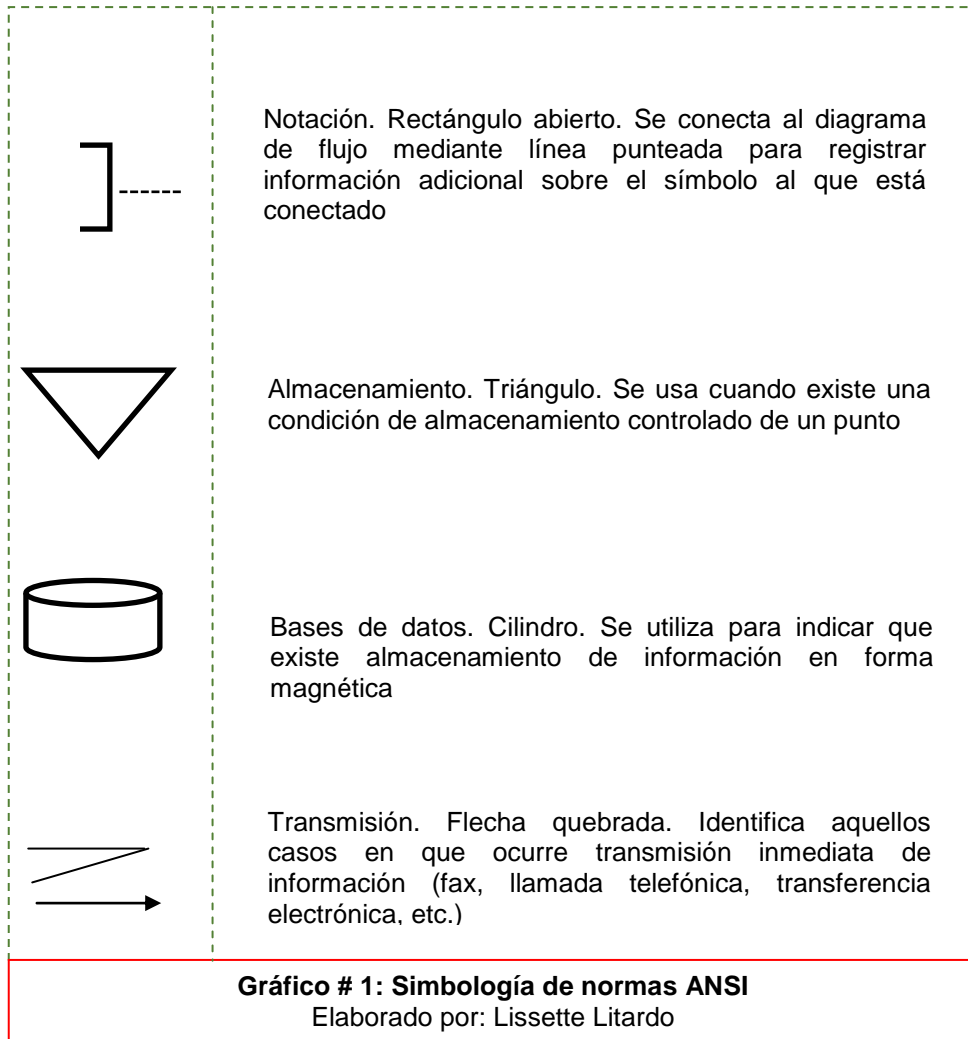 Notación. Rectángulo abierto. Se conecta al diagrama
de flujo mediante línea punteada para registrar
información adicional sobre el símbolo al que está
conectado
Almacenamiento. Triángulo. Se usa cuando existe una
condición de almacenamiento controlado de un punto
Bases de datos. Cilindro. Se utiliza para indicar que
existe almacenamiento de información en forma
magnética
Transmisión. Flecha quebrada. Identifica aquellos
casos en que ocurre transmisión inmediata de
información (fax, llamada telefónica, transferencia
electrónica, etc.)
Gráfico # 1: Simbología de normas ANSI
Elaborado por: Lissette Litardo